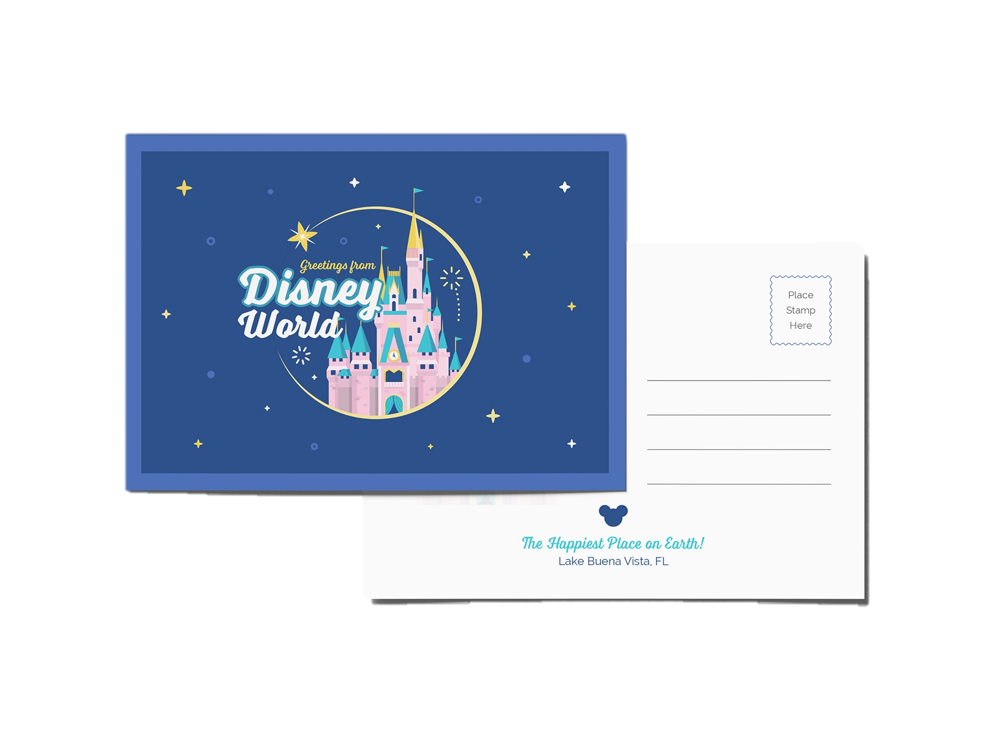 Greetings from
Disney
World
Place
Stamp
Here
The Happiest Place on Earth!
Lake Buena Vista, FL